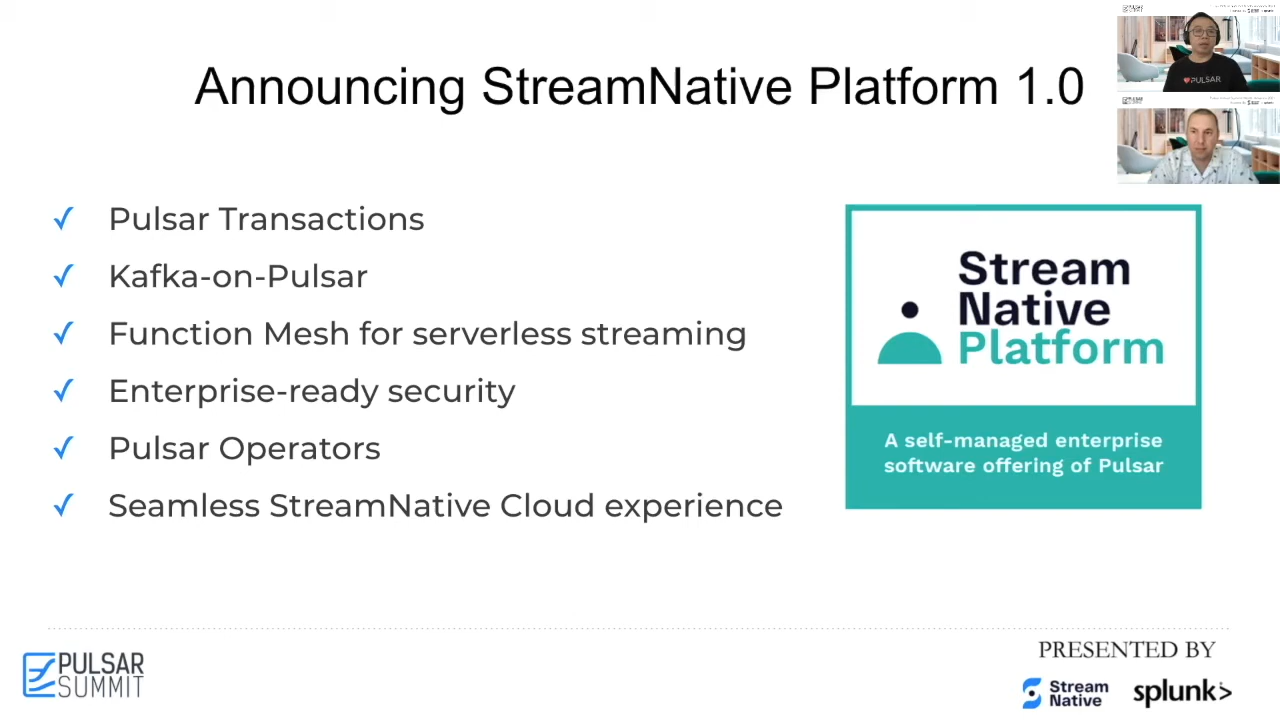 Announcing StreamNative Platform 1.0
Pulsar Transactions
Kafka-on-Pulsar
Function Mesh for serverless streaming
Enterprise-ready security
Pulsar Operators
Seamless StreamNative Cloud experience
Stream
Native
Platform
A self-managed enterprise
software offering of Pulsar
PULSAR
PULSAR
SUMMIT
PRESENTED BY
Stream
Native
splunk>